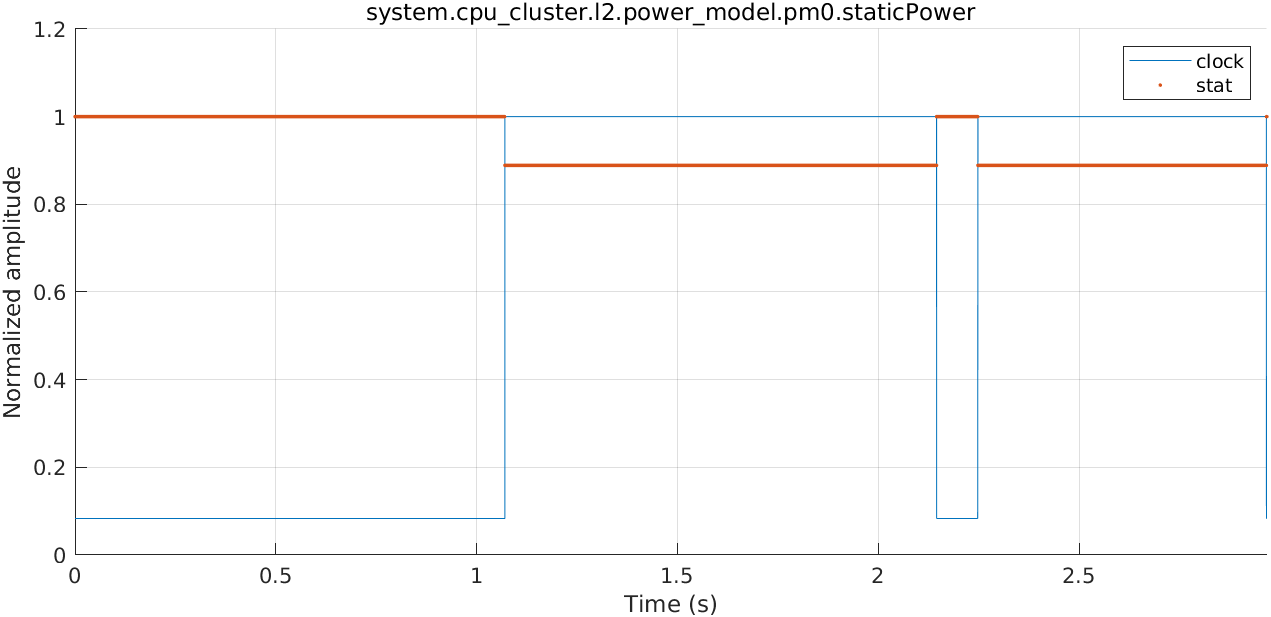 system.cpu_cluster.l2.power_model.pm0.staticPower
1.2
1
0.8
0.6
0.4
0.2
0
Normalized amplitude
clock
stat
0
0.5
1
1.5
2
2.5
Time (s)